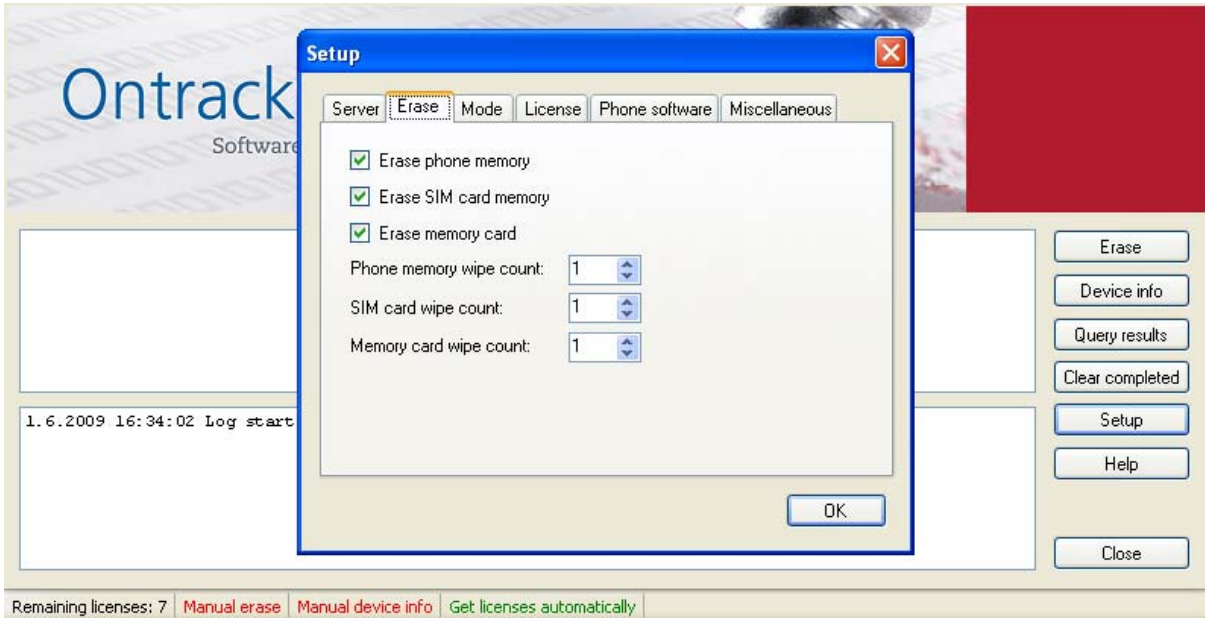 Ontrack
Software
Setup
Server Erase Mode License Phone software Miscellaneous
Erase phone memory
Erase SIM card memory
Erase memory card
Phone memory wipe count: 1
SIM card wipe count: 1
Memory card wipe count: 1
OK
1.6.2009 16:34:02 Log start
Erase
Device info
Query results
Clear completed
Setup
Help
Close
Remaining licenses: 7 Manual erase Manual device info Get licenses automatically